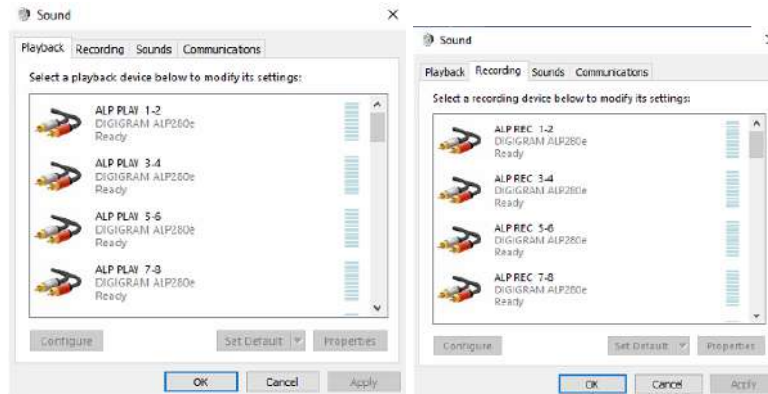 Sound
Playback Recording Sounds Communications
Select a playback device below to modify its settings:
ALP PLAY 1-2
DIGIGRAM ALP280e
Ready
ALP PLAY 3-4
DIGIGRAM ALP280e
Ready
ALP PLAY 5-6
DIGIGRAM ALP280e
Ready
ALP PLAY 7-8
DIGIGRAM ALP280e
Ready
Configure Set Default Properties
OK Cancel Apply
Sound
Playback Recording Sounds Communications
Select a recording device below to modify its settings:
ALP REC 1-2
DIGIGRAM ALP280e
Ready
ALP REC 3-4
DIGIGRAM ALP280e
Ready
ALP REC 5-6
DIGIGRAM ALP280e
Ready
ALP REC 7-8
DIGIGRAM ALP280e
Ready
Configure Set Default Properties
OK Cancel Apply